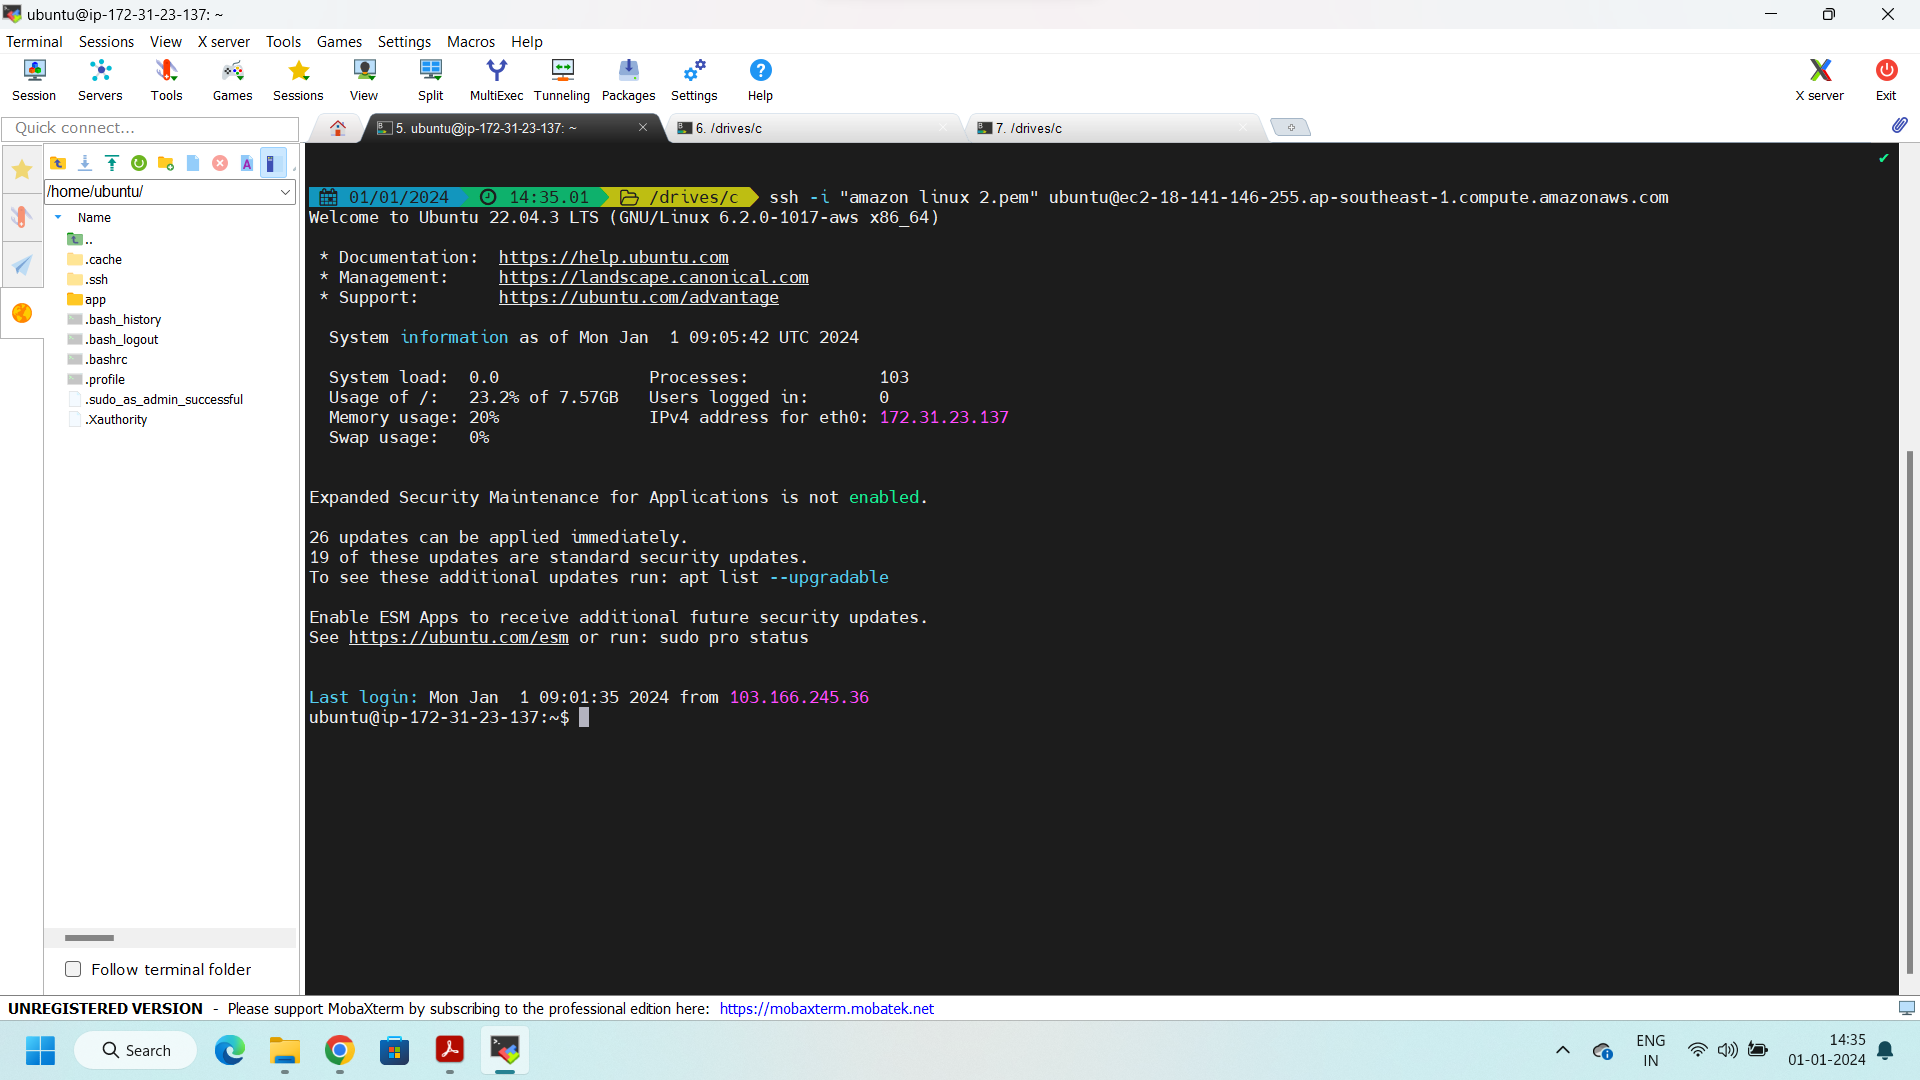 ubuntu@ip-172-31-23-137: ~
Terminal Sessions View X server Tools Games Settings Macros Help
Session Servers Tools Games Sessions View Split MultiExec Tunneling Packages Settings Help X server Exit
Quick connect...
5. ubuntu@ip-172-31-23-137: ~
6. /drives/c
7. /drives/c
/home/ubuntu/
Name
..
.cache
.ssh
app
.bash_history
.bash_logout
.bashrc
.profile
.sudo_as_admin_successful
.Xauthority
Follow terminal folder
01/01/2024 14:35.01 /drives/c ssh -i "amazon linux 2.pem" ubuntu@ec2-18-141-146-255.ap-southeast-1.compute.amazonaws.com
Welcome to Ubuntu 22.04.3 LTS (GNU/Linux 6.2.0-1017-aws x86_64)
* Documentation: https://help.ubuntu.com
* Management: https://landscape.canonical.com
* Support: https://ubuntu.com/advantage
System information as of Mon Jan 1 09:05:42 UTC 2024
System load: 0.0 Processes: 103
Usage of /: 23.2% of 7.57GB Users logged in: 0
Memory usage: 20% IPv4 address for eth0: 172.31.23.137
Swap usage: 0%
Expanded Security Maintenance for Applications is not enabled.
26 updates can be applied immediately.
19 of these updates are standard security updates.
To see these additional updates run: apt list --upgradable
Enable ESM Apps to receive additional future security updates.
See https://ubuntu.com/esm or run: sudo pro status
Last login: Mon Jan 1 09:01:35 2024 from 103.166.245.36
ubuntu@ip-172-31-23-137:~$
UNREGISTERED VERSION - Please support MobaXterm by subscribing to the professional edition here: https://mobaxterm.mobatek.net
Search
ENG
IN
14:35
01-01-2024